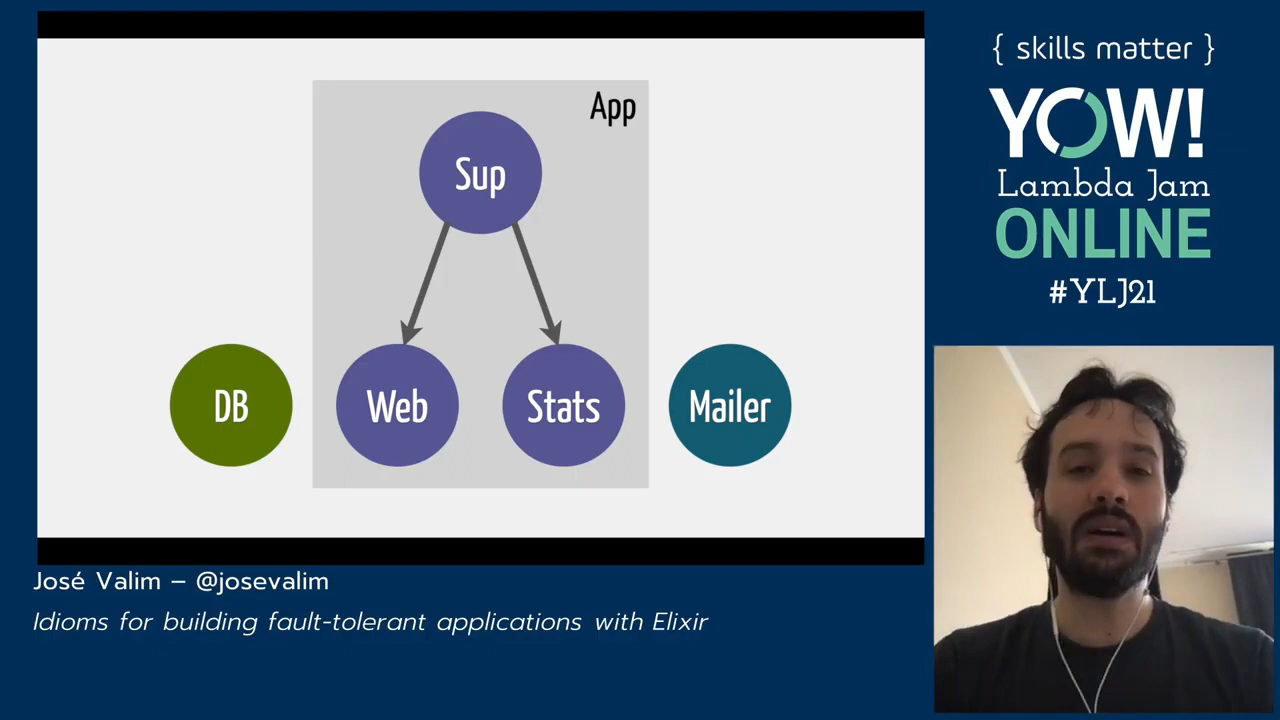 App
Sup
DB
Web
Stats
Mailer
{ skills matter }
YOW!
Lambda Jam
ONLINE
#YLJ21
José Valim – @josevalim
Idioms for building fault-tolerant applications with Elixir